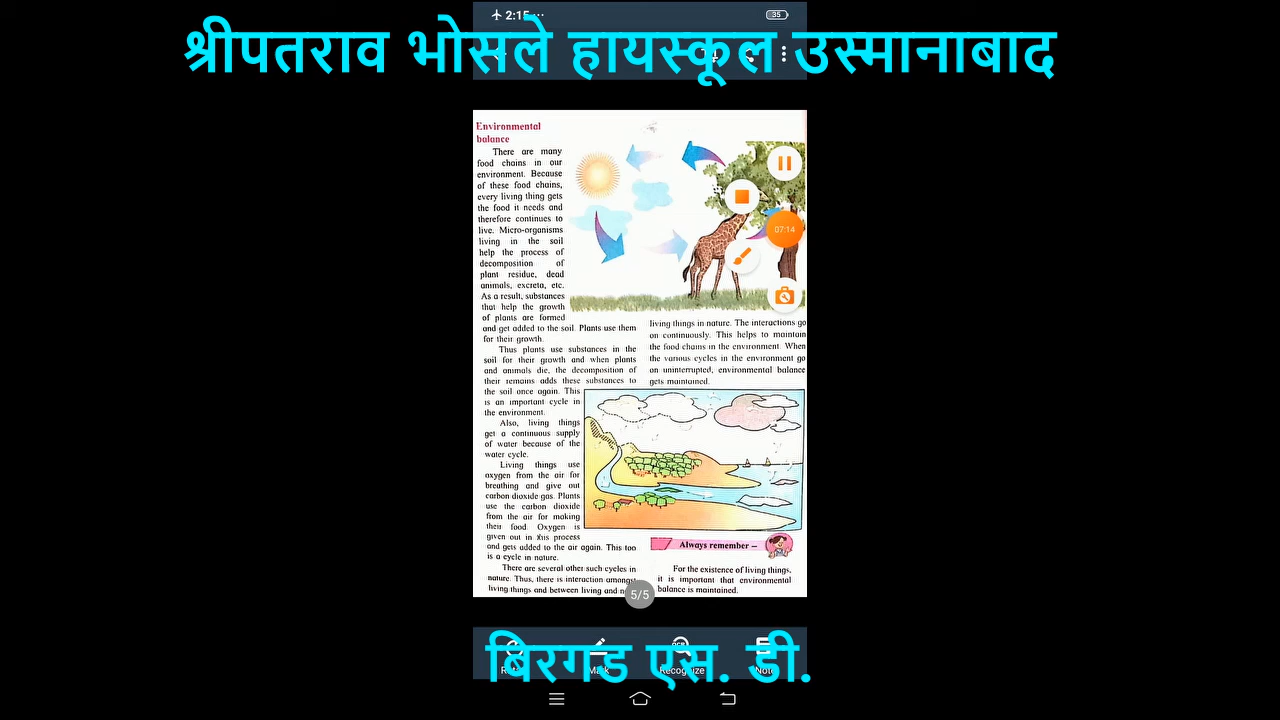 2:15...
35
श्रीपतराव भोसले हायस्कूल उस्मानाबाद
Environmental
balance
There are many
food chains in our
environment. Because
of these food chains,
every living thing gets
the food it needs and
therefore continues to
live. Micro-organisms
living in the soil
help the process of
decomposition of
plant residue, dead
animals, excreta, etc.
As a result, substances
that help the growth
of plants are formed
and get added to the soil. Plants use them
for their growth.
Thus plants use substances in the
soil for their growth and when plants
and animals die, the decomposition of
their remains adds these substances to
the soil once again. This
is an important cycle in
the environment.
Also, living things
get a continuous supply
of water because of the
water cycle.
Living things use
oxygen from the air for
breathing and give out
carbon dioxide gas. Plants
use the carbon dioxide
from the air for making
their food. Oxygen is
given out in this process
and gets added to the air again. This too
is a cycle in nature.
There are several other such cycles in
nature. Thus, there is interaction amongst
living things and between living and
07:14
living things in nature. The interactions go
on continuously. This helps to maintain
the food chains in the environment. When
the various cycles in the environment go
on uninterrupted, environmental balance
gets maintained.
Always remember –
For the existence of living things,
it is important that environmental
balance is maintained.
5/5
बिरगड एस. डी.
Mark
Recognize